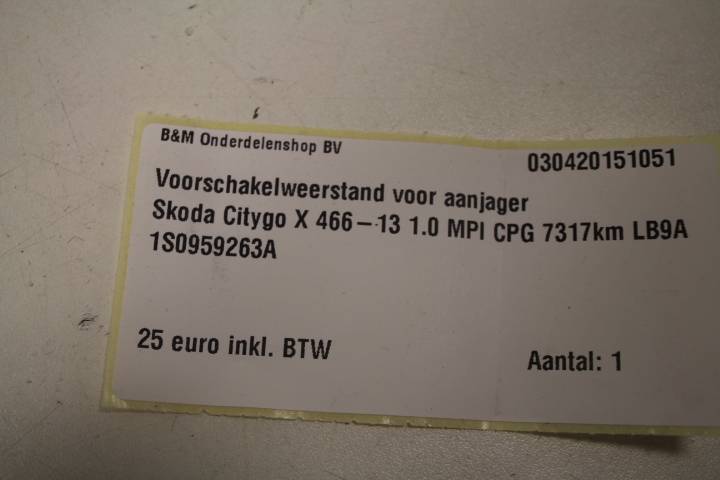 B&M Onderdelenshop BV
030420151051
Voorschakelweerstand voor aanjager
Skoda Citygo X 466-13 1.0 MPI CPG 7317km LB9A
1S0959263A
25 euro inkl. BTW
Aantal: 1